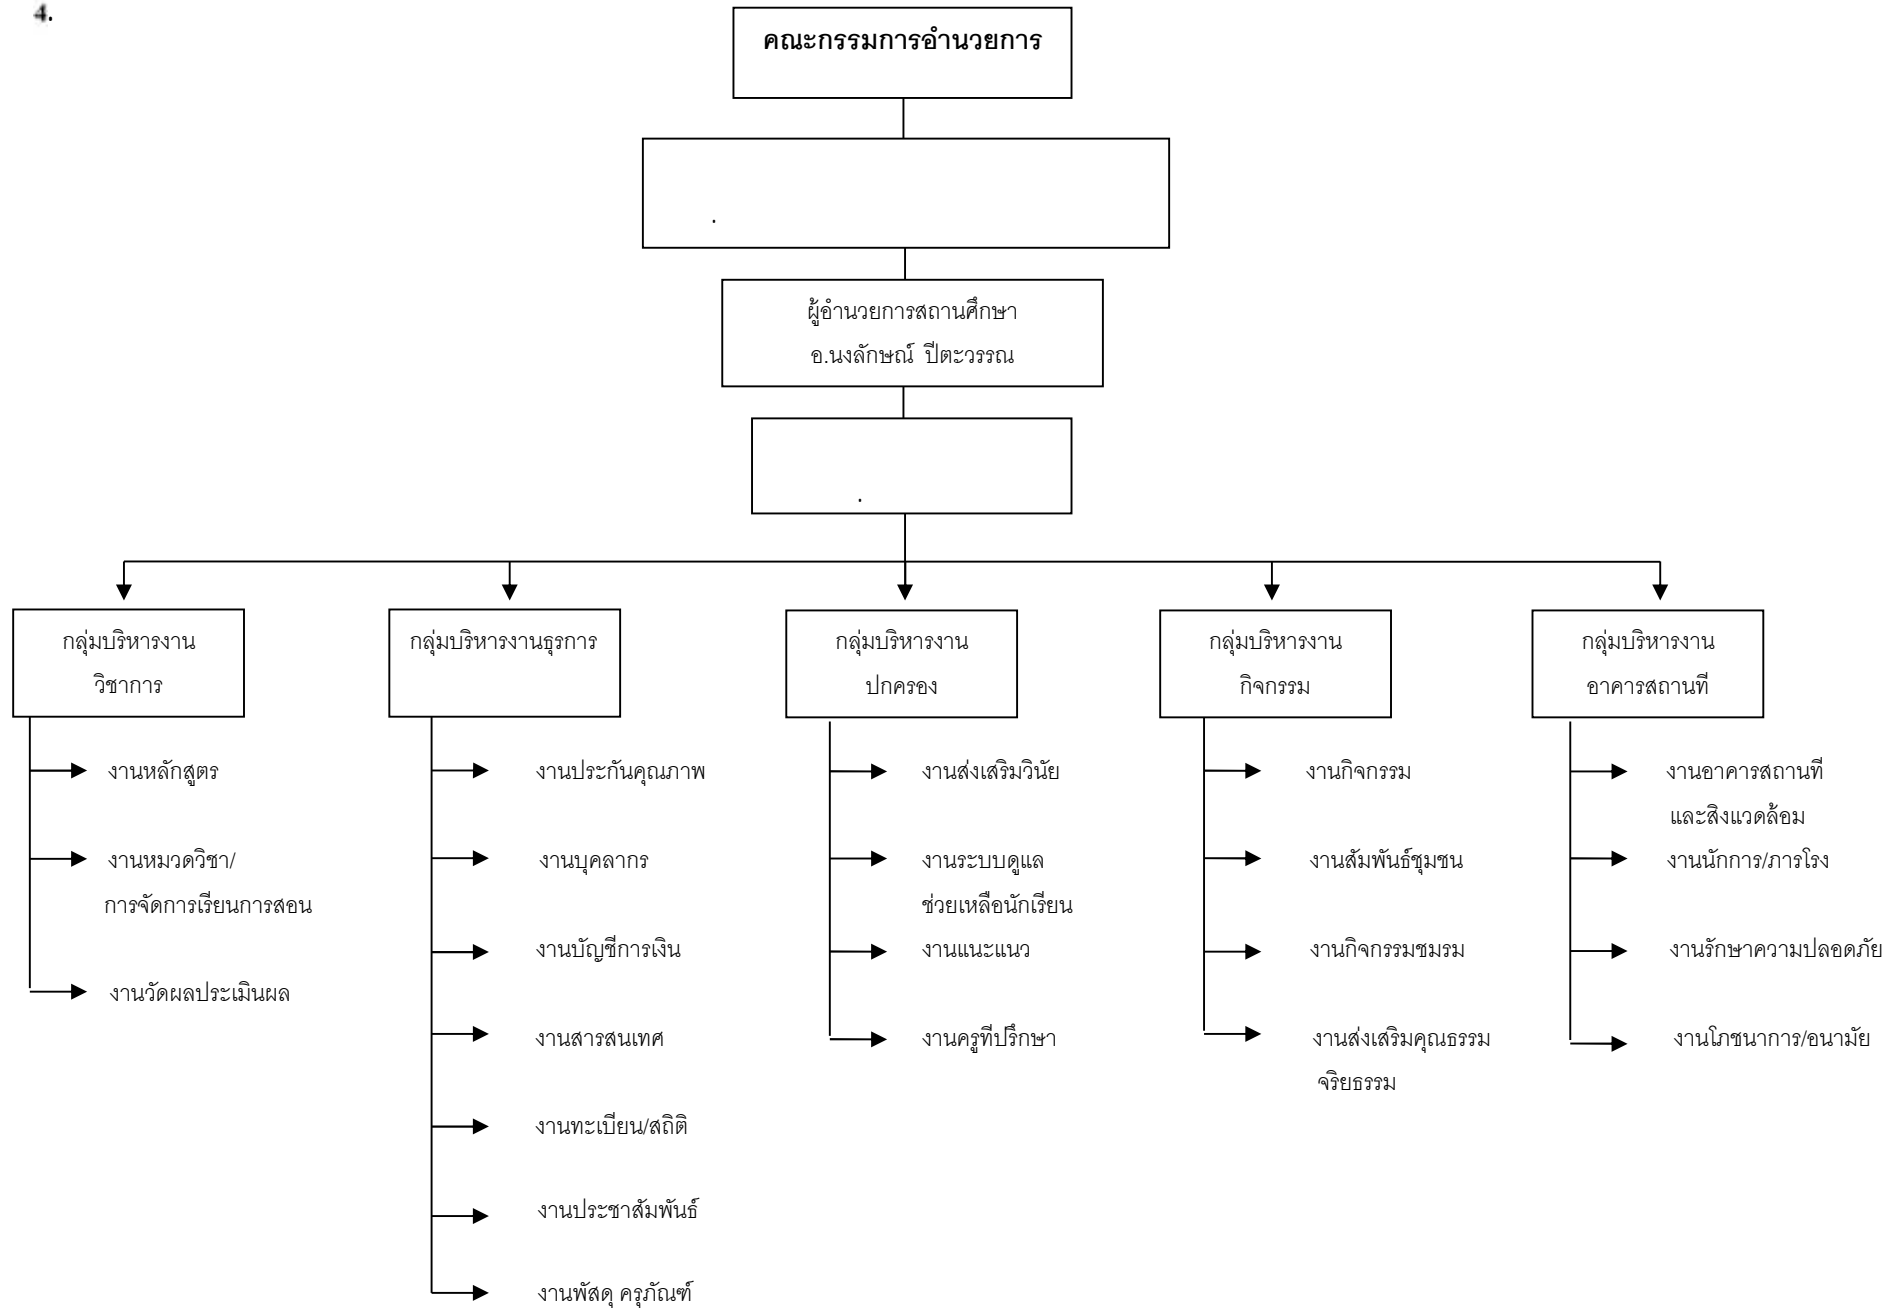 4.
คณะกรรมการอำนวยการ
.
ผู้อำนวยการสถานศึกษา
อ.นงลักษณ์ ปีตะวรรณ
.
กลุ่มบริหารงาน
วิชาการ
งานหลักสูตร
งานหมวดวิชา/
การจัดการเรียนการสอน
งานวัดผลประเมินผล
กลุ่มบริหารงานธุรการ
งานประกันคุณภาพ
งานบุคลากร
งานบัญชีการเงิน
งานสารสนเทศ
งานทะเบียน/สถิติ
งานประชาสัมพันธ์
งานพัสดุ ครุภัณฑ์
กลุ่มบริหารงาน
ปกครอง
งานส่งเสริมวินัย
งานระบบดูแล
ช่วยเหลือนักเรียน
งานแนะแนว
งานครูที่ปรึกษา
กลุ่มบริหารงาน
กิจกรรม
งานกิจกรรม
งานสัมพันธ์ชุมชน
งานกิจกรรมชมรม
งานส่งเสริมคุณธรรม
จริยธรรม
กลุ่มบริหารงาน
อาคารสถานที่
งานอาคารสถานที่
และสิ่งแวดล้อม
งานนักการ/ภารโรง
งานรักษาความปลอดภัย
งานโภชนาการ/อนามัย